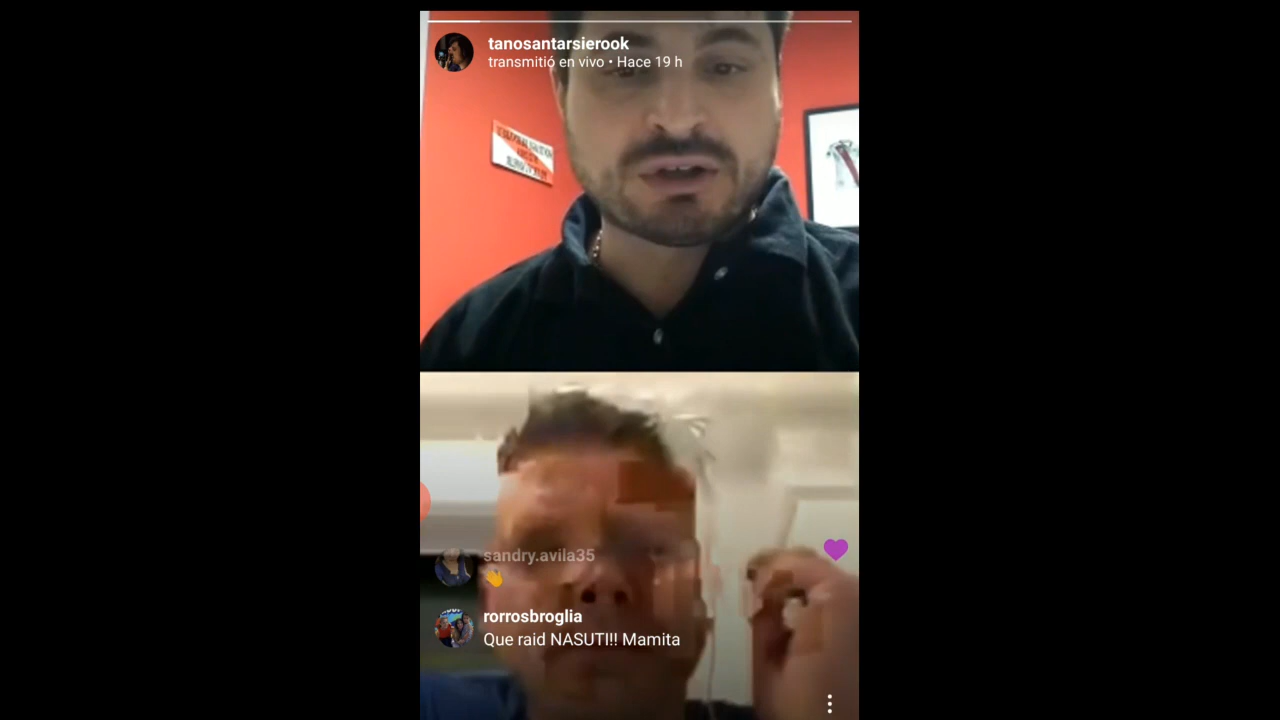 tanosantarsierook
transmitió en vivo • Hace 19 h
sandry.avila35
👋
rorrosbroglia
Que raid NASUTI!! Mamita